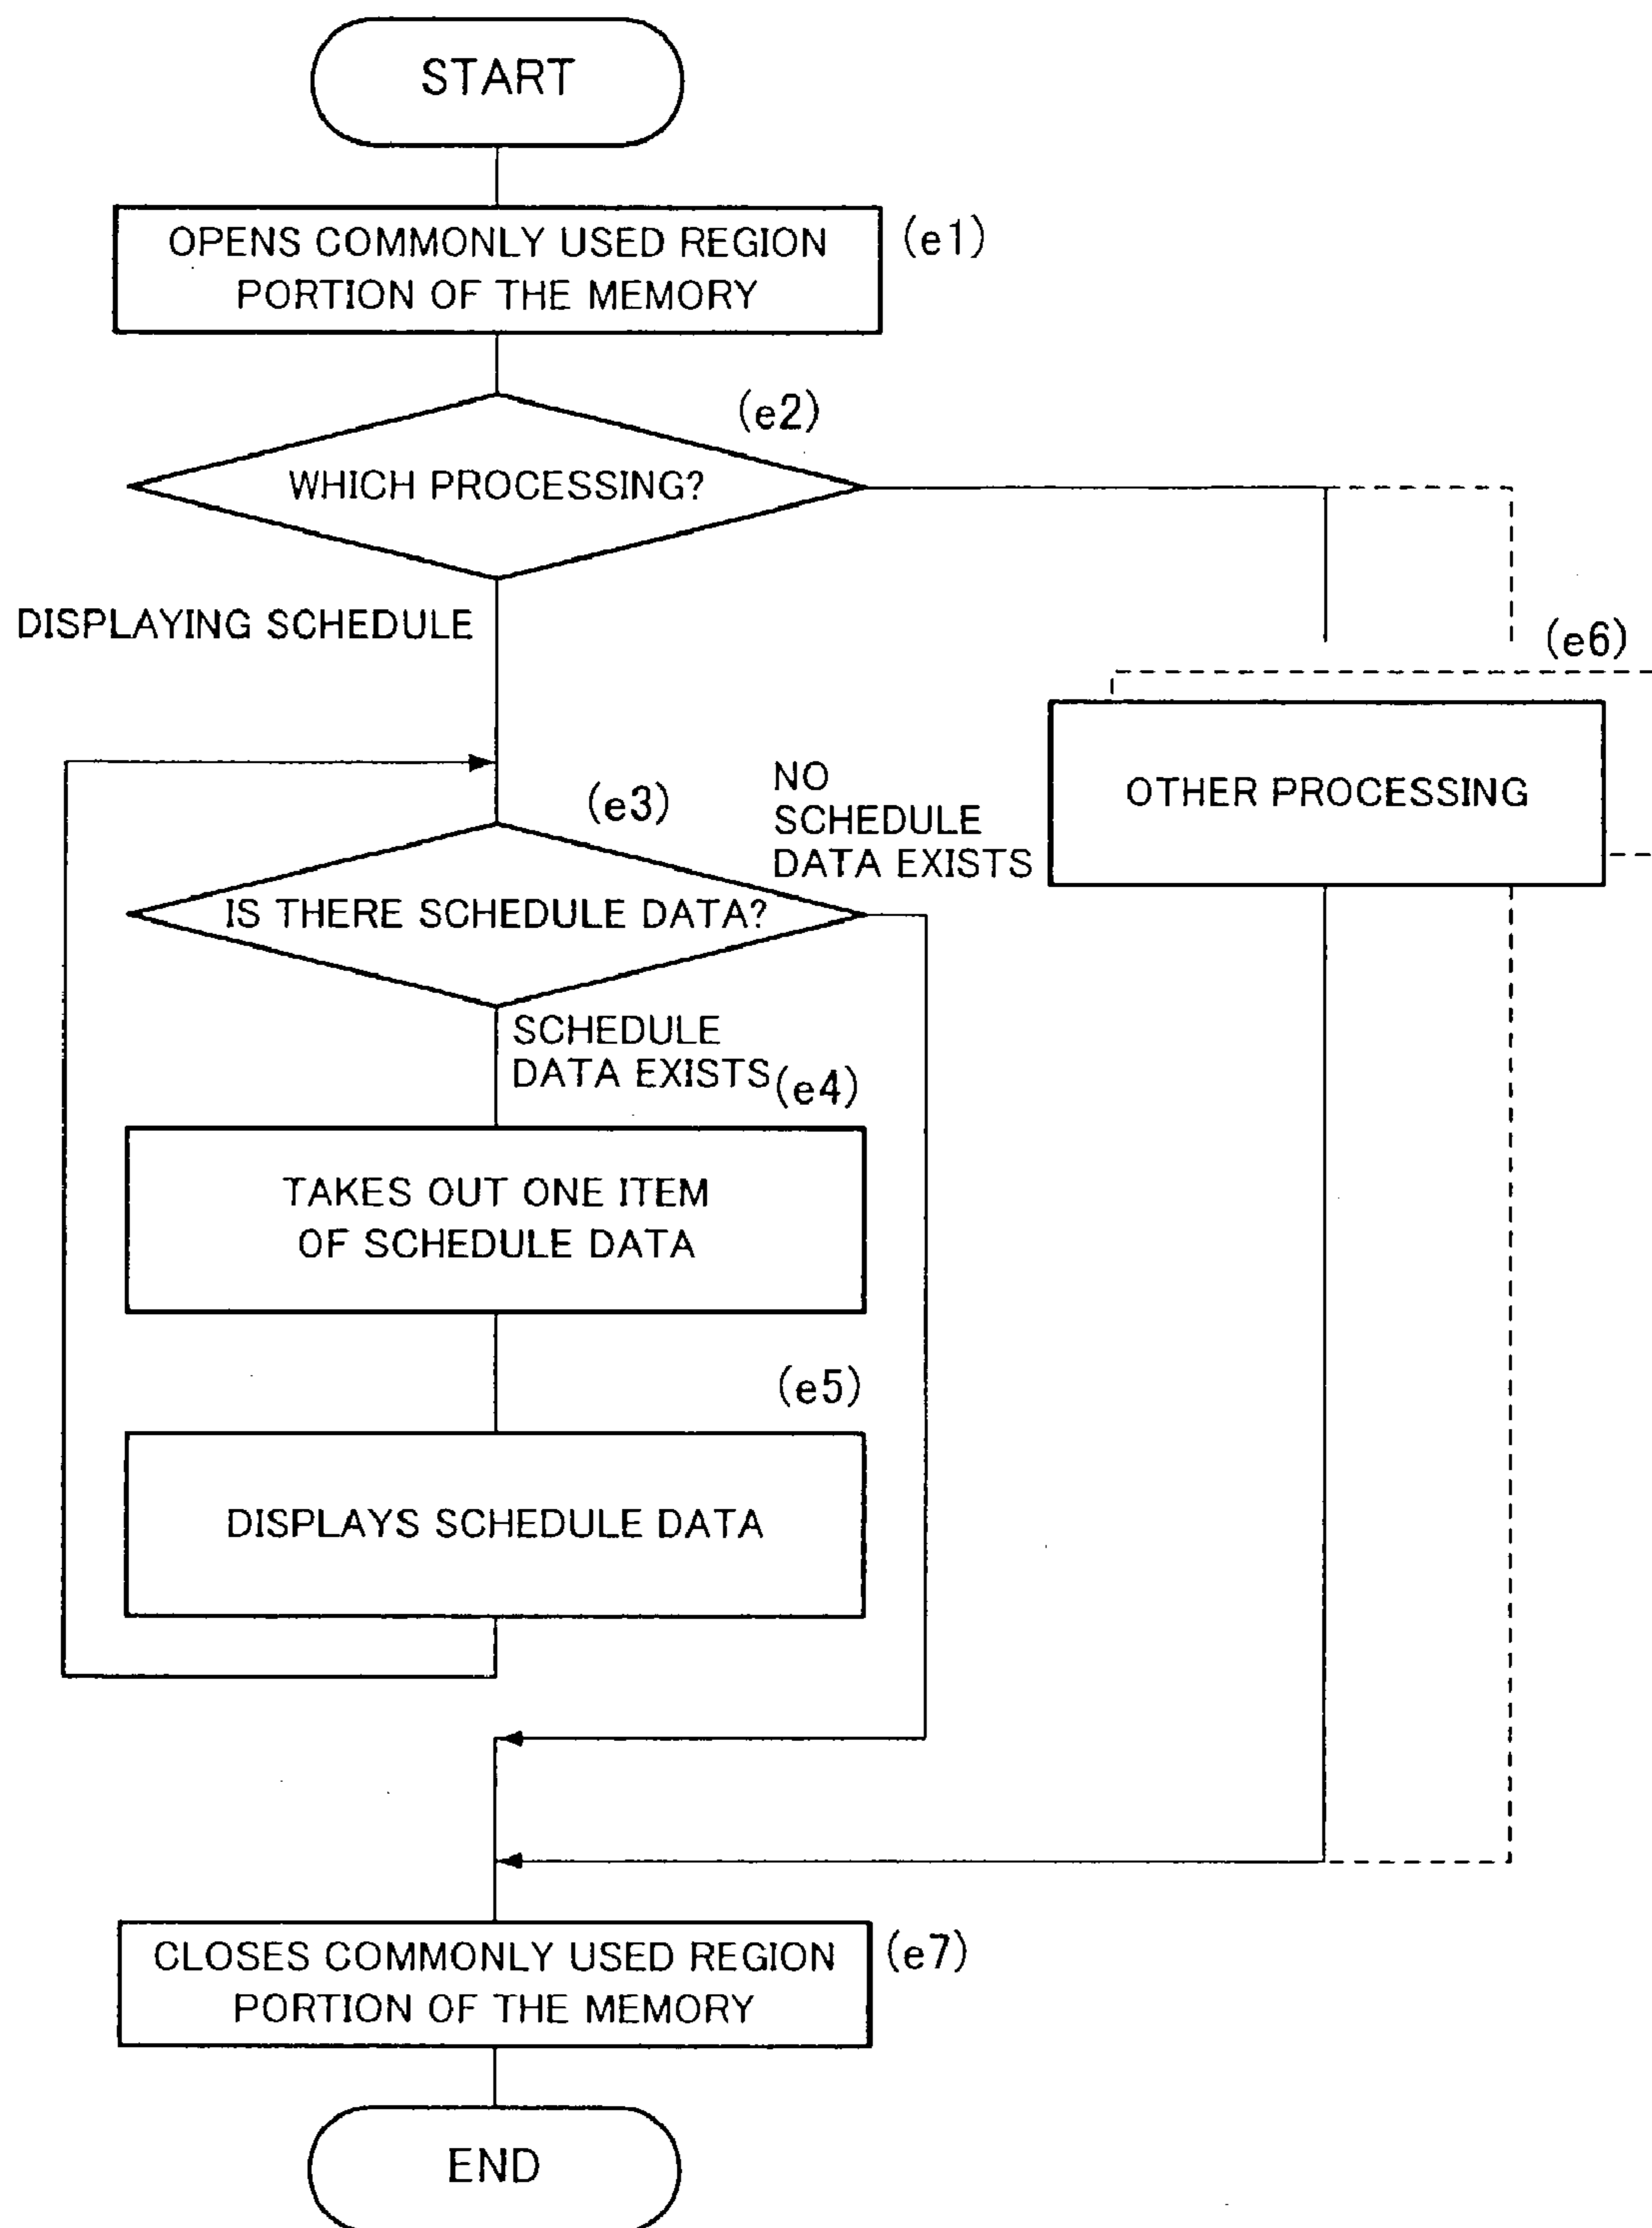 START
OPENS COMMONLY USED REGION
PORTION OF THE MEMORY
(e1)
(e2)
WHICH PROCESSING?
DISPLAYING SCHEDULE
(e6)
OTHER PROCESSING
(e3)
NO
SCHEDULE
DATA EXISTS
IS THERE SCHEDULE DATA?
SCHEDULE
DATA EXISTS
(e4)
TAKES OUT ONE ITEM
OF SCHEDULE DATA
(e5)
DISPLAYS SCHEDULE DATA
CLOSES COMMONLY USED REGION
PORTION OF THE MEMORY
(e7)
END